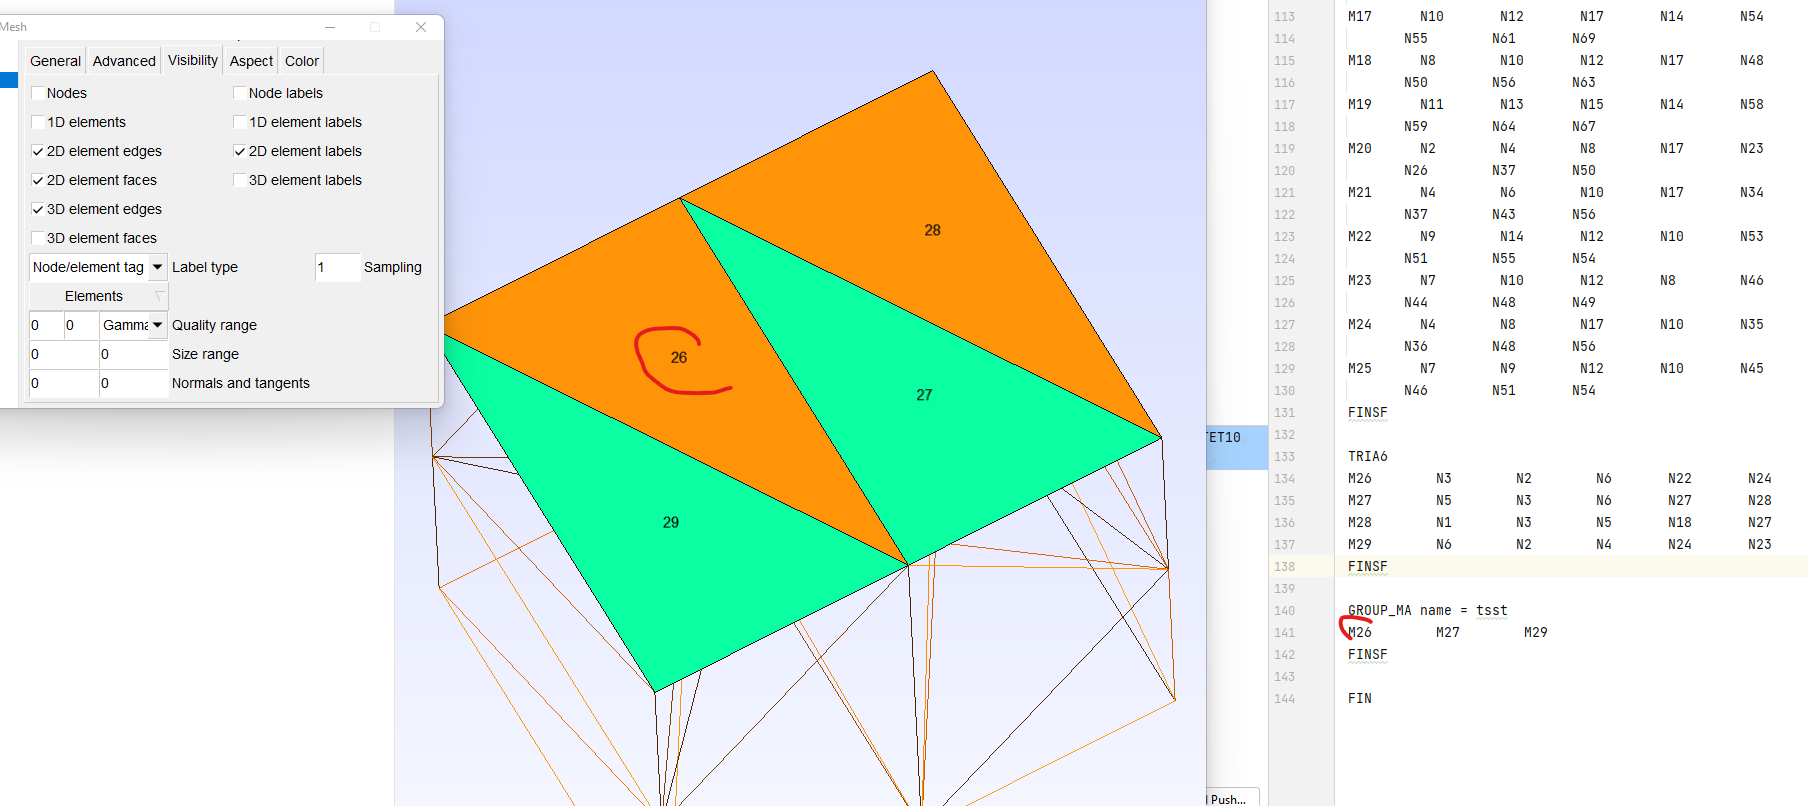 Mesh
General Advanced Visibility Aspect Color
Nodes Node labels
1D elements 1D element labels
2D element edges 2D element labels
2D element faces 3D element labels
3D element edges
3D element faces
Node/element tag Label type 1 Sampling
Elements
0 0 Gamma Quality range
0 0 Size range
0 0 Normals and tangents
28
26
27
29
TET10
Push...
113 M17 N10 N12 N17 N14 N54
114 N55 N61 N69
115 M18 N8 N10 N12 N17 N48
116 N50 N56 N63
117 M19 N11 N13 N15 N14 N58
118 N59 N64 N67
119 M20 N2 N4 N8 N17 N23
120 N26 N37 N50
121 M21 N4 N6 N10 N17 N34
122 N37 N43 N56
123 M22 N9 N14 N12 N10 N53
124 N51 N55 N54
125 M23 N7 N10 N12 N8 N46
126 N44 N48 N49
127 M24 N4 N8 N17 N10 N35
128 N36 N48 N56
129 M25 N7 N9 N12 N10 N45
130 N46 N51 N54
131 FINSF
132
133 TRIA6
134 M26 N3 N2 N6 N22 N24
135 M27 N5 N3 N6 N27 N28
136 M28 N1 N3 N5 N18 N27
137 M29 N6 N2 N4 N24 N23
138 FINSF
139
140 GROUP_MA name = tsst
141 M26 M27 M29
142 FINSF
143
144 FIN